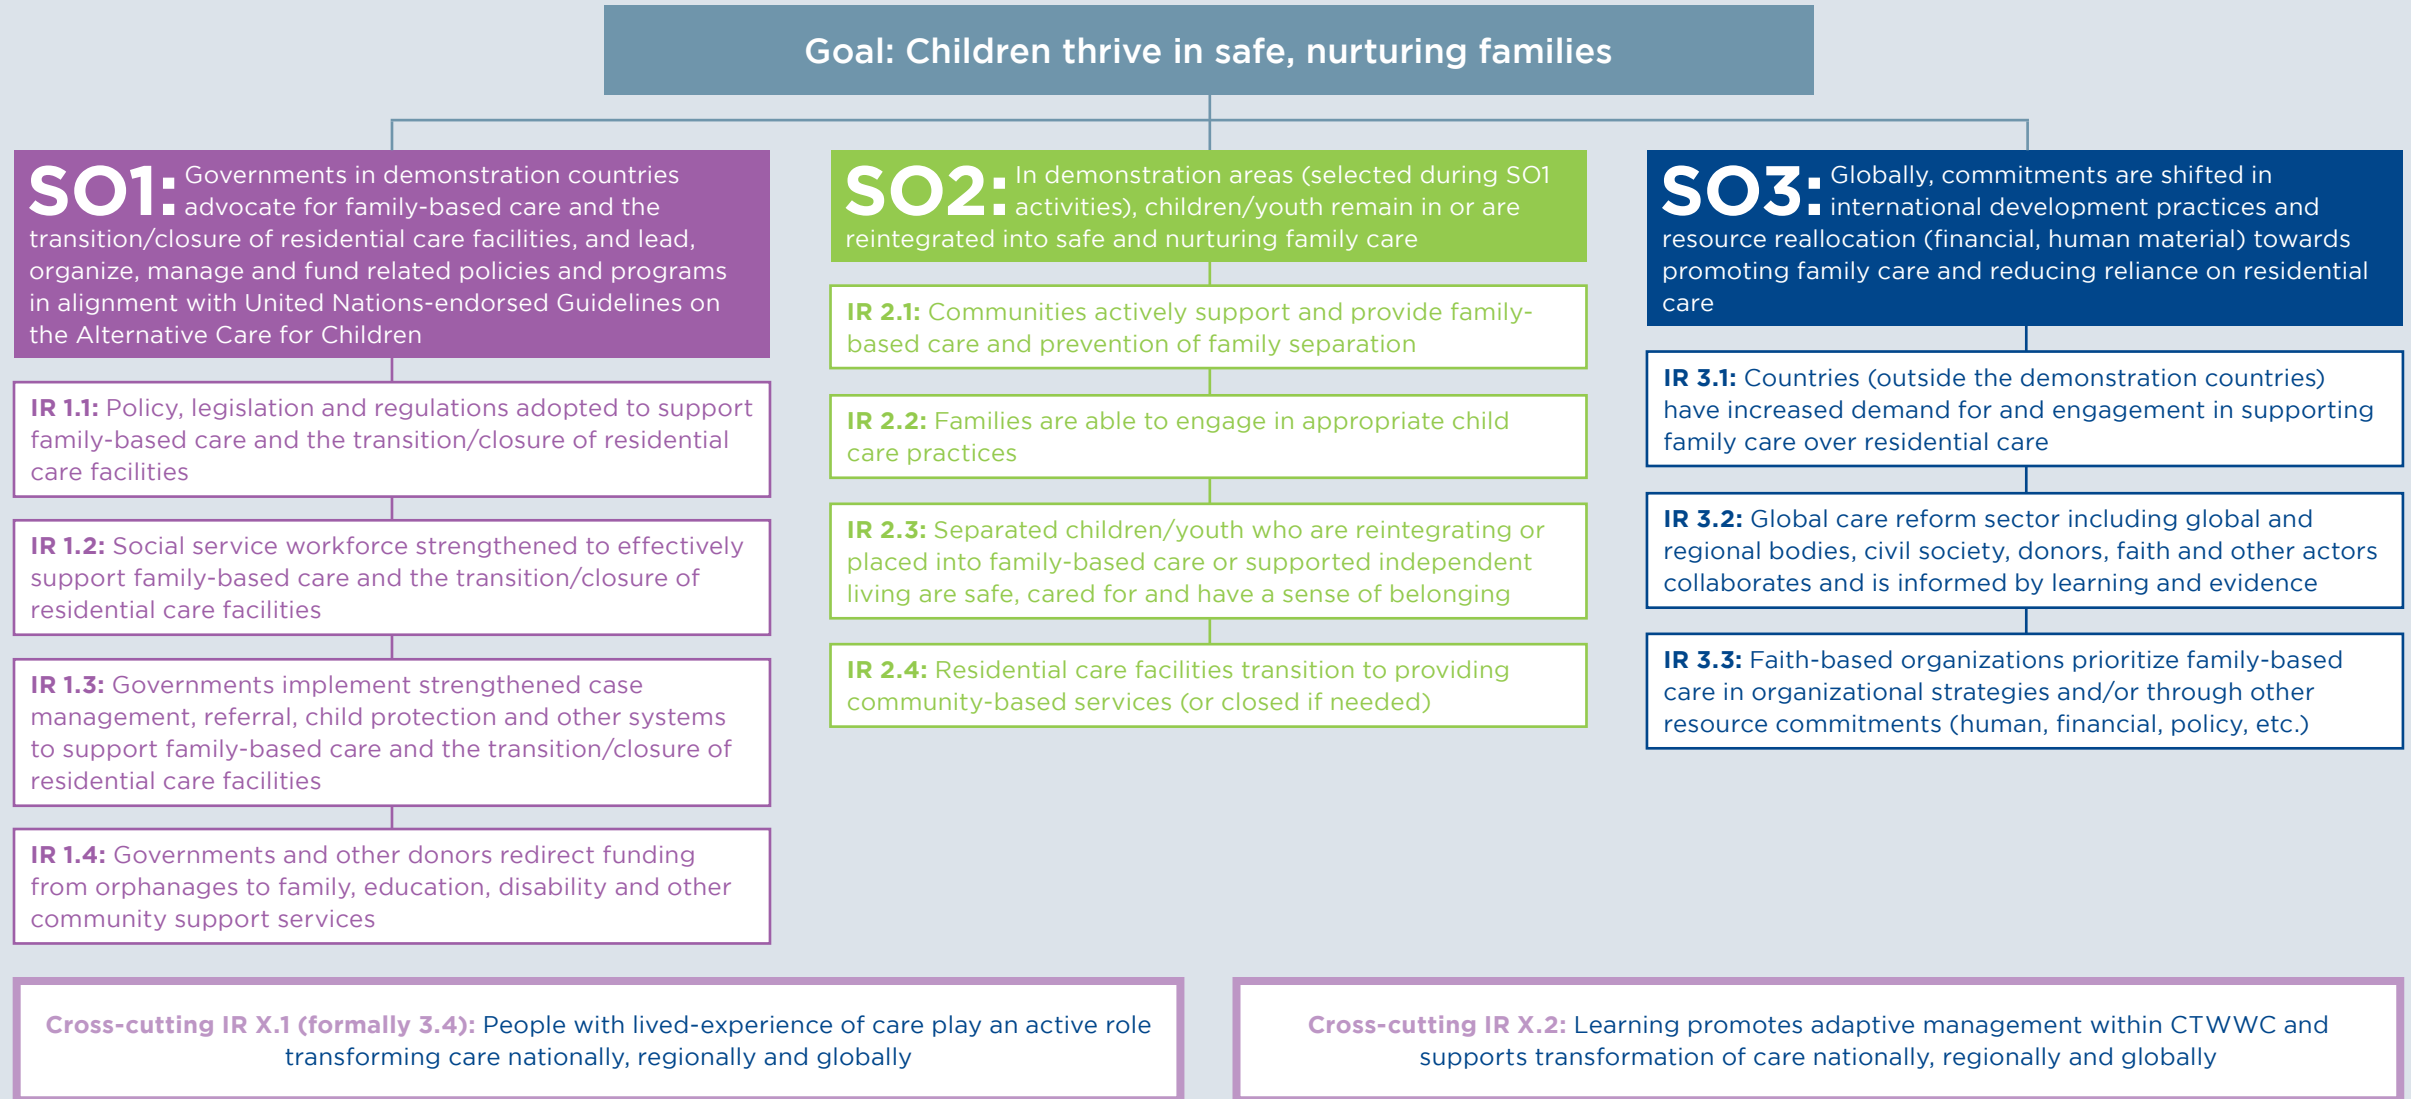 Goal: Children thrive in safe, nurturing families
SO1: Governments in demonstration countries
advocate for family-based care and the
transition/closure of residential care facilities, and lead,
organize, manage and fund related policies and programs
in alignment with United Nations-endorsed Guidelines on
the Alternative Care for Children
IR 1.1: Policy, legislation and regulations adopted to support
family-based care and the transition/closure of residential
care facilities
IR 1.2: Social service workforce strengthened to effectively
support family-based care and the transition/closure of
residential care facilities
IR 1.3: Governments implement strengthened case
management, referral, child protection and other systems
to support family-based care and the transition/closure of
residential care facilities
IR 1.4: Governments and other donors redirect funding
from orphanages to family, education, disability and other
community support services
SO2: In demonstration areas (selected during SO1
activities), children/youth remain in or are
reintegrated into safe and nurturing family care
IR 2.1: Communities actively support and provide family-
based care and prevention of family separation
IR 2.2: Families are able to engage in appropriate child
care practices
IR 2.3: Separated children/youth who are reintegrating or
placed into family-based care or supported independent
living are safe, cared for and have a sense of belonging
IR 2.4: Residential care facilities transition to providing
community-based services (or closed if needed)
SO3: Globally, commitments are shifted in
international development practices and
resource reallocation (financial, human material) towards
promoting family care and reducing reliance on residential
care
IR 3.1: Countries (outside the demonstration countries)
have increased demand for and engagement in supporting
family care over residential care
IR 3.2: Global care reform sector including global and
regional bodies, civil society, donors, faith and other actors
collaborates and is informed by learning and evidence
IR 3.3: Faith-based organizations prioritize family-based
care in organizational strategies and/or through other
resource commitments (human, financial, policy, etc.)
Cross-cutting IR X.1 (formally 3.4): People with lived-experience of care play an active role
transforming care nationally, regionally and globally
Cross-cutting IR X.2: Learning promotes adaptive management within CTWWC and
supports transformation of care nationally, regionally and globally